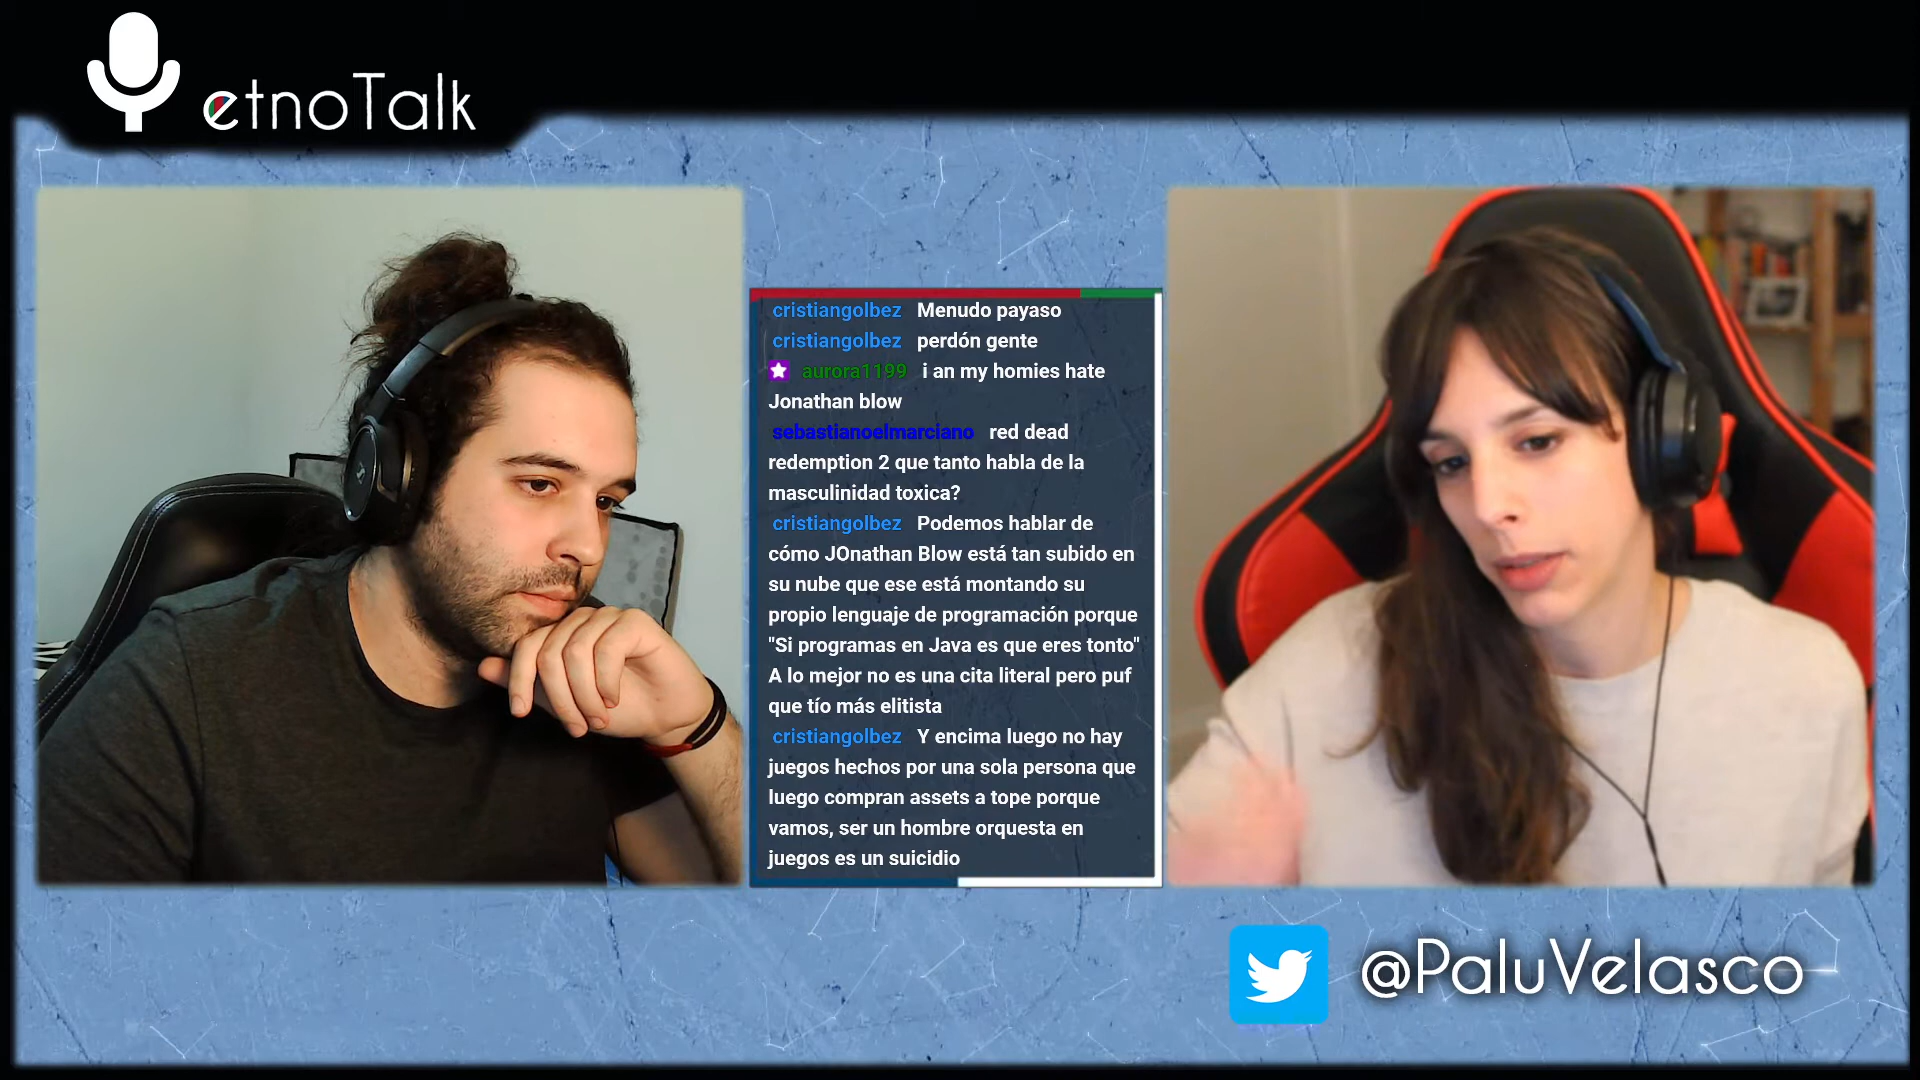 etnoTalk
cristiangolbez Menudo payaso
cristiangolbez perdón gente
aurora1199 i an my homies hate
Jonathan blow
sebastianoelmarciano red dead
redemption 2 que tanto habla de la
masculinidad toxica?
cristiangolbez Podemos hablar de
cómo JOnathan Blow está tan subido en
su nube que ese está montando su
propio lenguaje de programación porque
"Si programas en Java es que eres tonto"
A lo mejor no es una cita literal pero puf
que tío más elitista
cristiangolbez Y encima luego no hay
juegos hechos por una sola persona que
luego compran assets a tope porque
vamos, ser un hombre orquesta en
juegos es un suicidio
@PaluVelasco